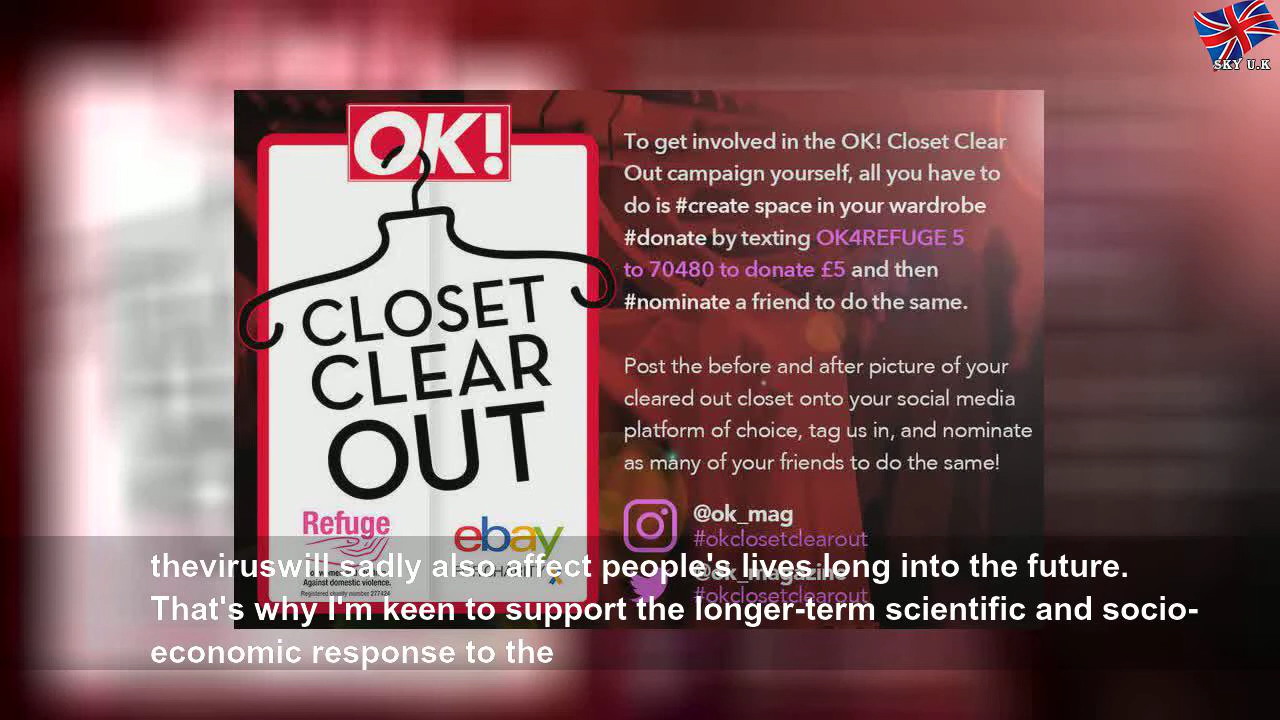 SKY U.K
OK!
CLOSET
CLEAR
OUT
Refuge
Against domestic violence.
Registered charity number 277424
ebay
To get involved in the OK! Closet Clear
Out campaign yourself, all you have to
do is #create space in your wardrobe
#donate by texting OK4REFUGE 5
to 70480 to donate £5 and then
#nominate a friend to do the same.
Post the before and after picture of your
cleared out closet onto your social media
platform of choice, tag us in, and nominate
as many of your friends to do the same!
@ok_mag
#okclosetclearout
@ok_magazine
#okclosetclearout
theviruswill sadly also affect people's lives long into the future.
That's why I'm keen to support the longer-term scientific and socio-
economic response to the